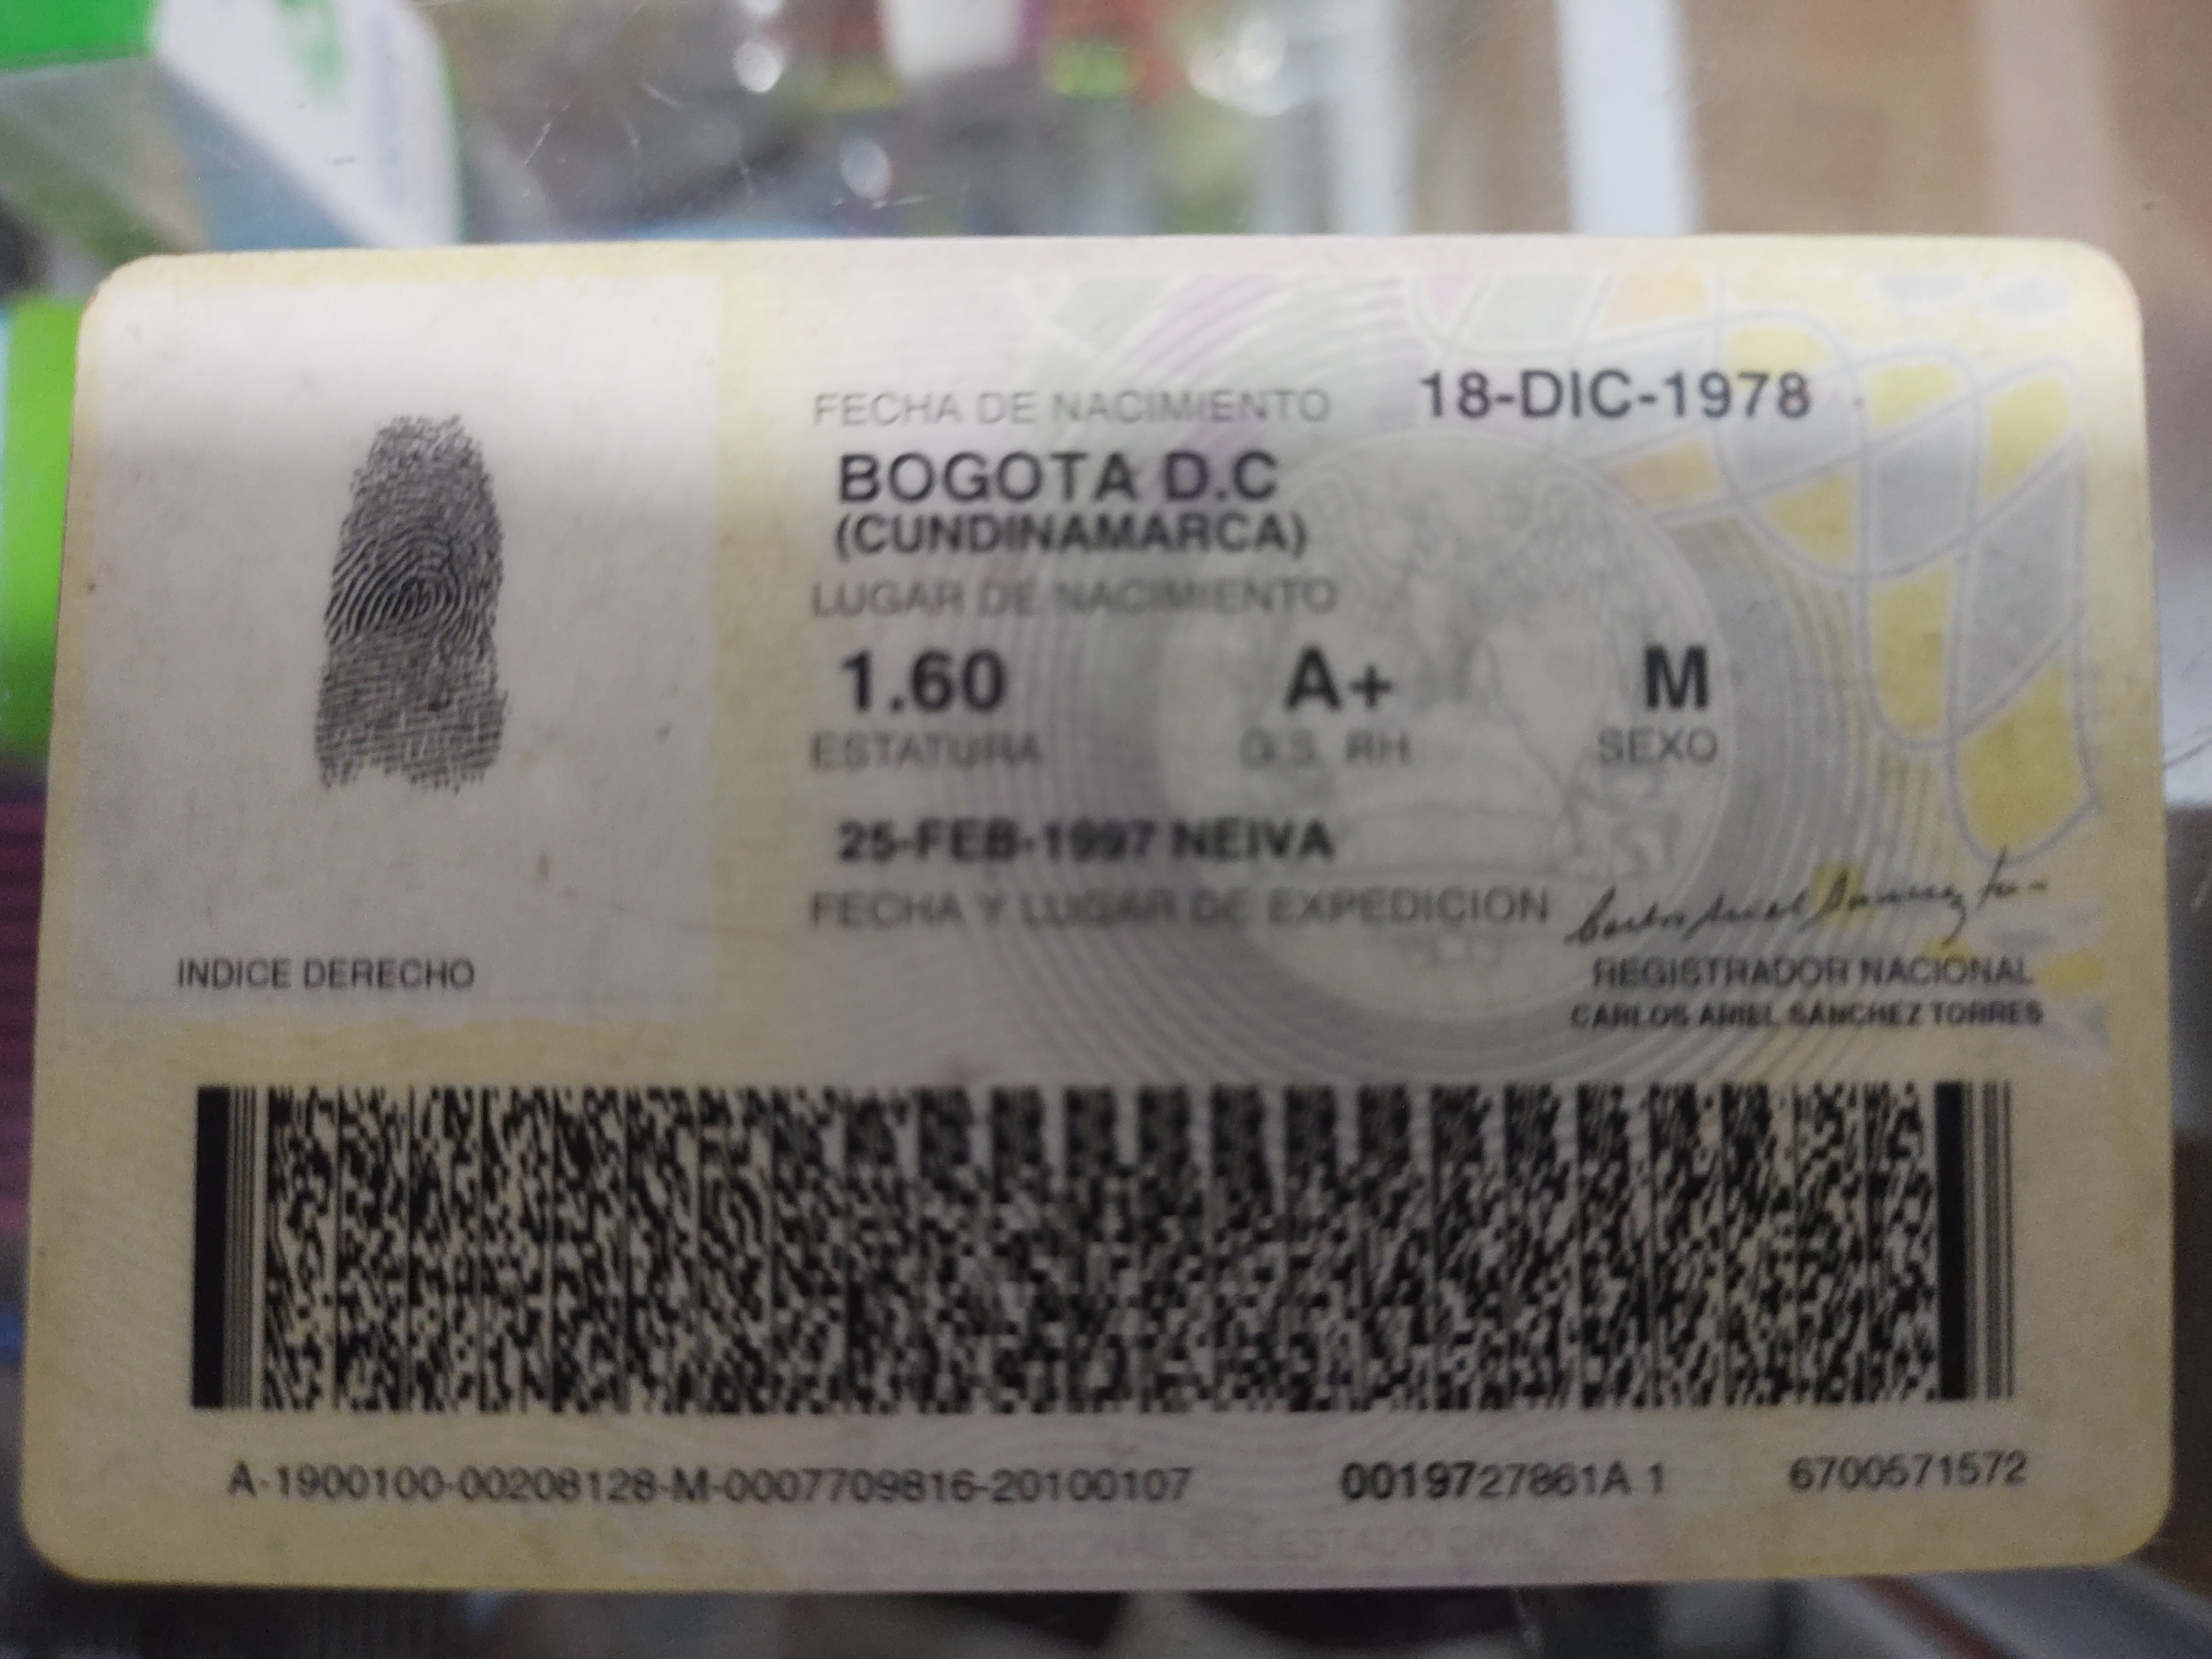 FECHA DE NACIMIENTO 18-DIC-1978
BOGOTA D.C
(CUNDINAMARCA)
LUGAR DE NACIMIENTO
1.60 A+ M
ESTATURA G.S. RH SEXO
25-FEB-1997 NEIVA
FECHA Y LUGAR DE EXPEDICION
INDICE DERECHO
REGISTRADOR NACIONAL
CARLOS ARIEL SÁNCHEZ TORRES
A-1900100-00208128-M-0007709816-20100107 0019727861A 1 6700671572